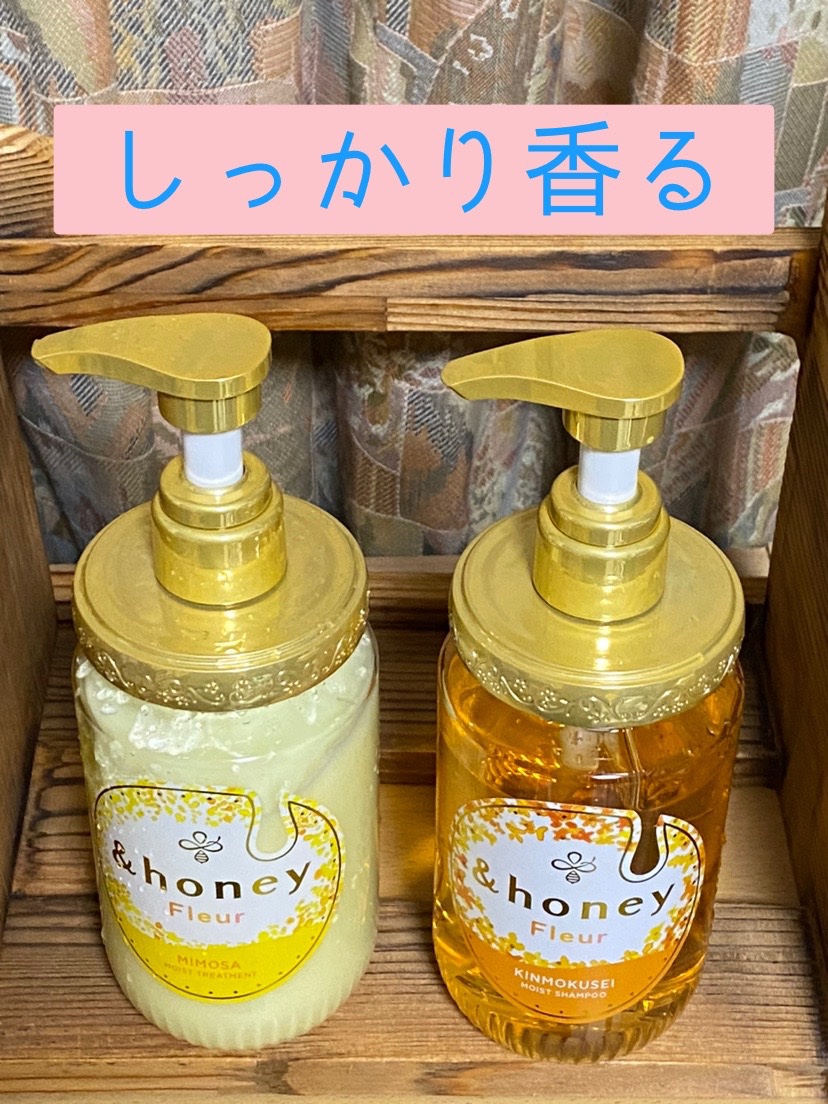 しっかり香る
&honey
Fleur
MIMOSA
MOIST TREATMENT
&honey
Fleur
KINMOKUSEI
MOIST SHAMPOO